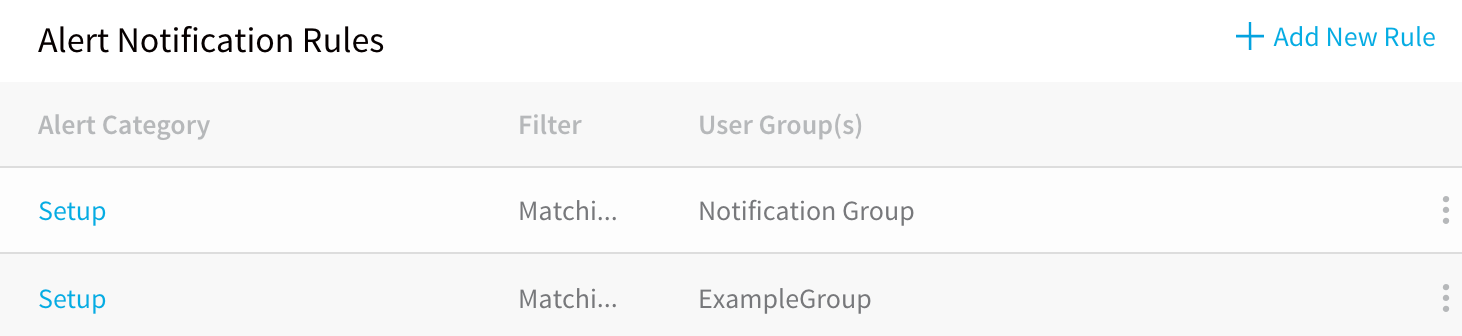 Alert Notification Rules
Add New Rule
Alert Category Filter User Group(s)
Setup Matchi... Notification Group
Setup Matchi... ExampleGroup